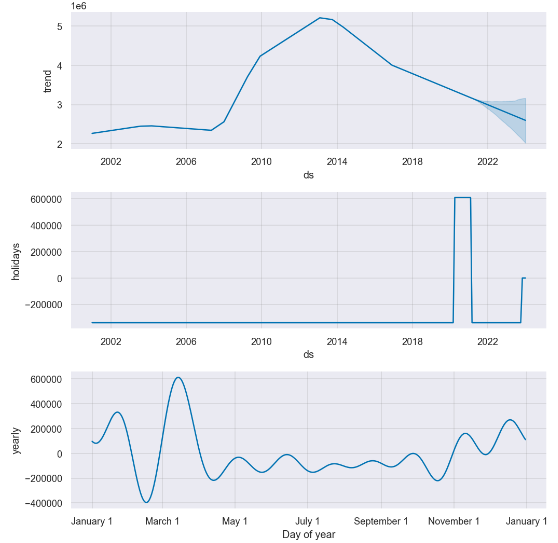 1e6
5
4
3
2
trend
2002 2006 2010 2014 2018 2022
ds
600000
400000
200000
0
−200000
holidays
2002 2006 2010 2014 2018 2022
ds
600000
400000
200000
0
−200000
−400000
yearly
January 1 March 1 May 1 July 1 September 1 November 1 January 1
Day of year